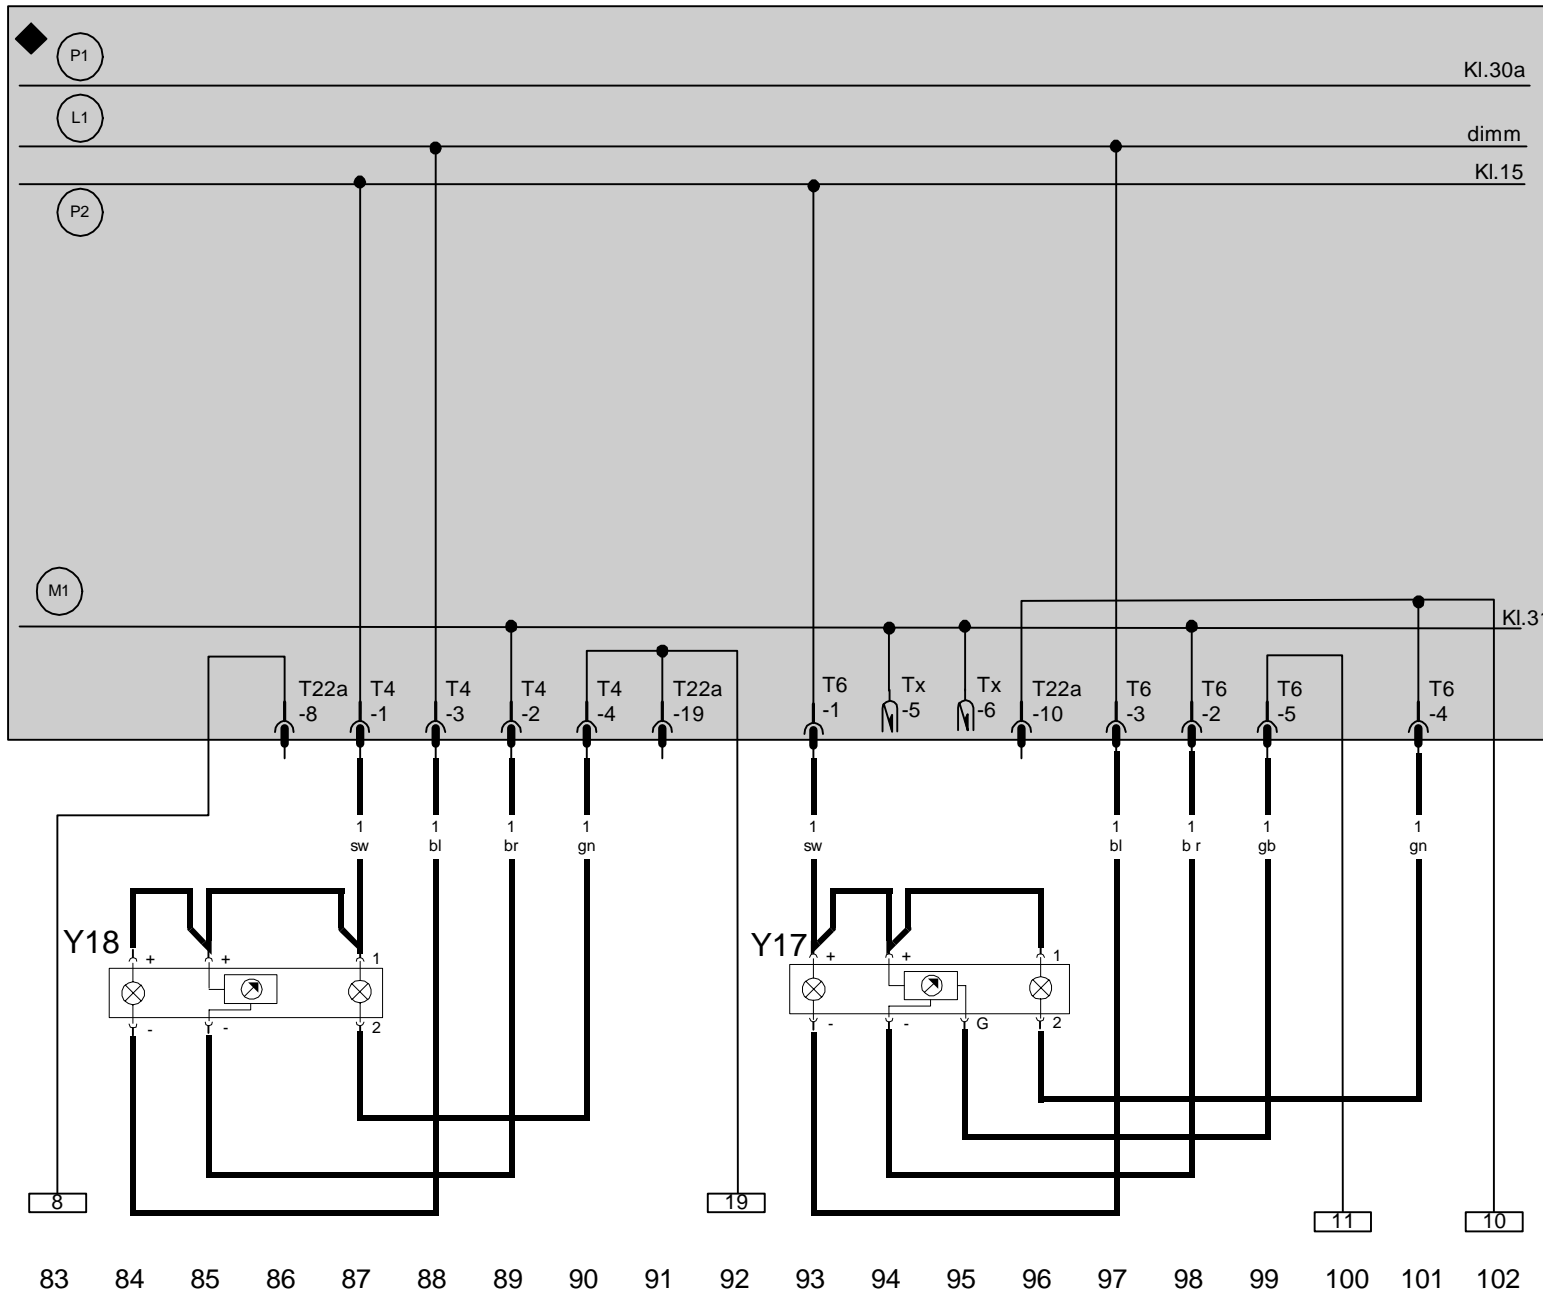 P1
Kl.30a
L1
dimm
Kl.15
P2
M1
Kl.31
T22a T4 T4 T4 T4 T22a T6 Tx Tx T22a T6 T6 T6 T6
-8 -1 -3 -2 -4 -19 -1 -5 -6 -10 -3 -2 -5 -4
1 1 1 1 1 1 1 1 1
sw bl br gn sw bl b r gb gn
Y18 Y17
+ + 1 + + 1
- - 2 - - G 2
8 19 11 10
83 84 85 86 87 88 89 90 91 92 93 94 95 96 97 98 99 100 101 102